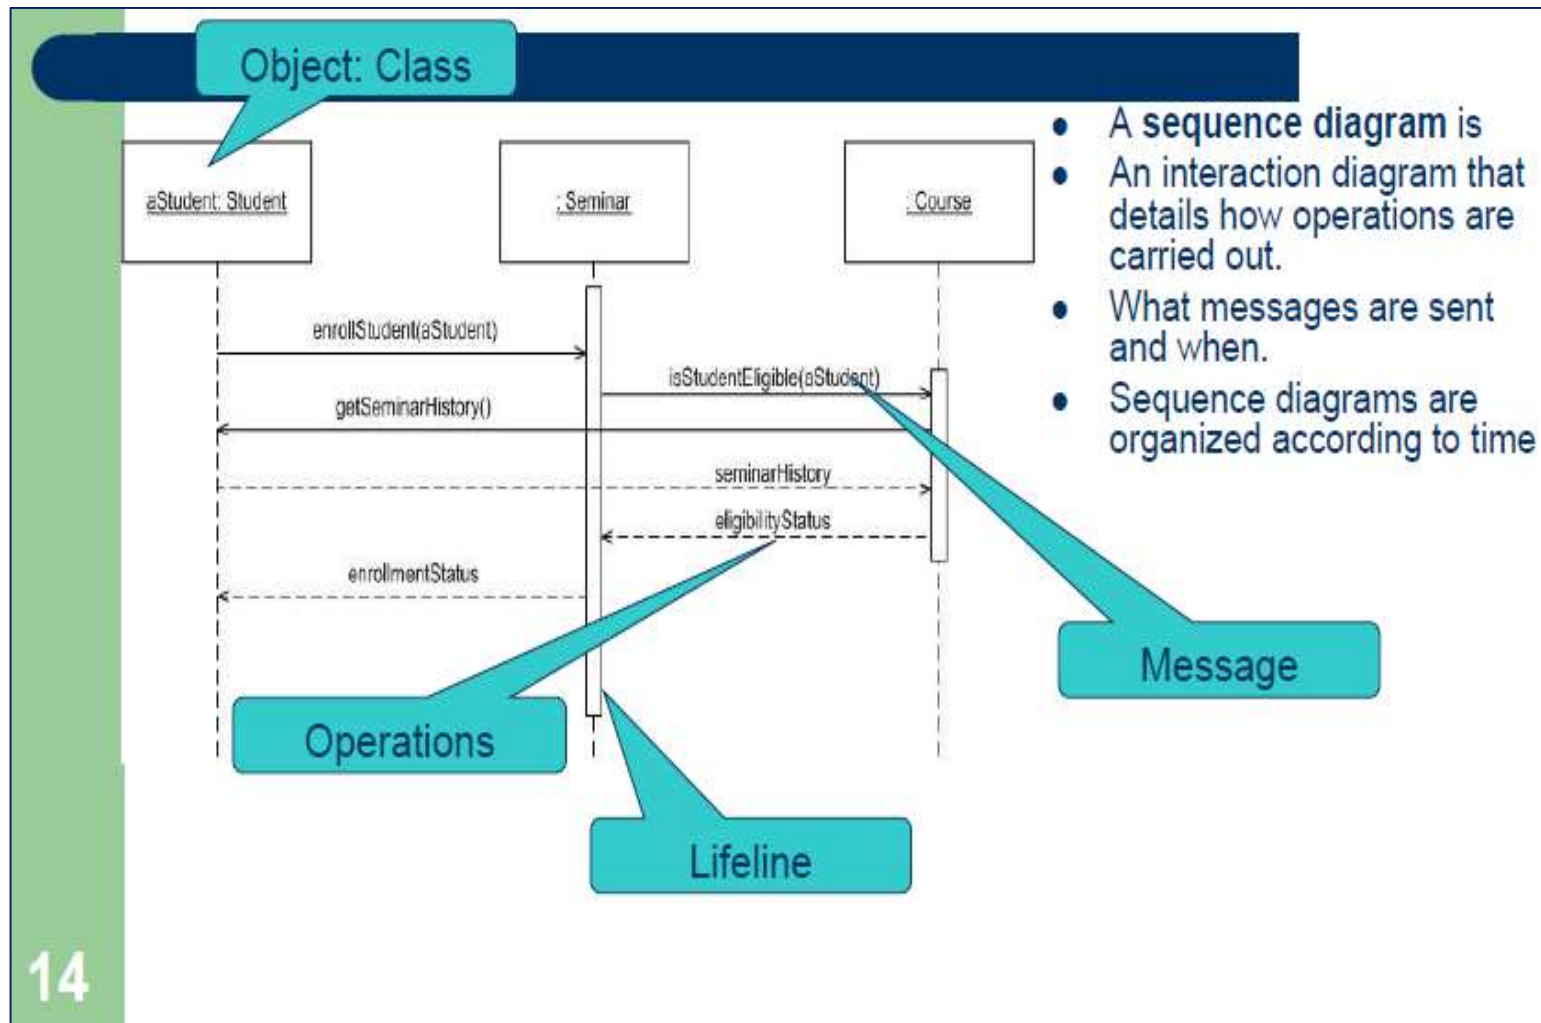 Object: Class
aStudent: Student
: Seminar
: Course
enrollStudent(aStudent)
isStudentEligible(aStudent)
getSeminarHistory()
seminarHistory
eligibilityStatus
enrollmentStatus
Operations
Lifeline
Message
● A sequence diagram is
● An interaction diagram that
details how operations are
carried out.
● What messages are sent
and when.
● Sequence diagrams are
organized according to time
14